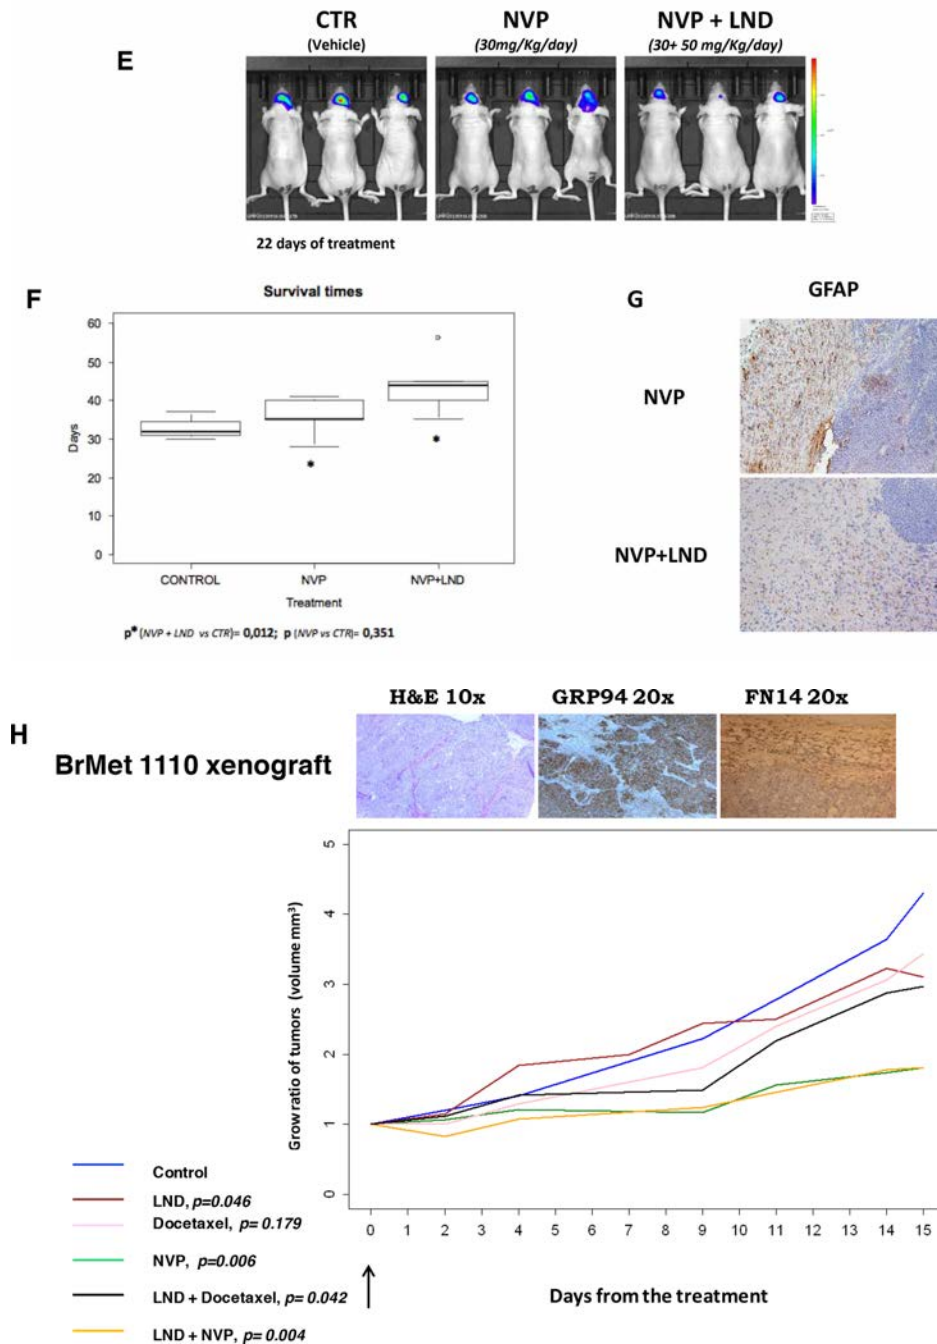 CTR
(Vehicle)
NVP
(30mg/Kg/day)
NVP + LND
(30+ 50 mg/Kg/day)
E
22 days of treatment
F
Survival times
60
50
40
30
20
10
0
Days
CONTROL
NVP
NVP+LND
Treatment
p* (NVP + LND vs CTR)= 0,012; p (NVP vs CTR)= 0,351
G
GFAP
NVP
NVP+LND
H
BrMet 1110 xenograft
H&E 10x
GRP94 20x
FN14 20x
Grow ratio of tumors (volume mm³)
5
4
3
2
1
0
0 1 2 3 4 5 6 7 8 9 10 11 12 13 14 15
Days from the treatment
Control
LND, p=0.046
Docetaxel, p= 0.179
NVP, p=0.006
LND + Docetaxel, p= 0.042
LND + NVP, p= 0.004